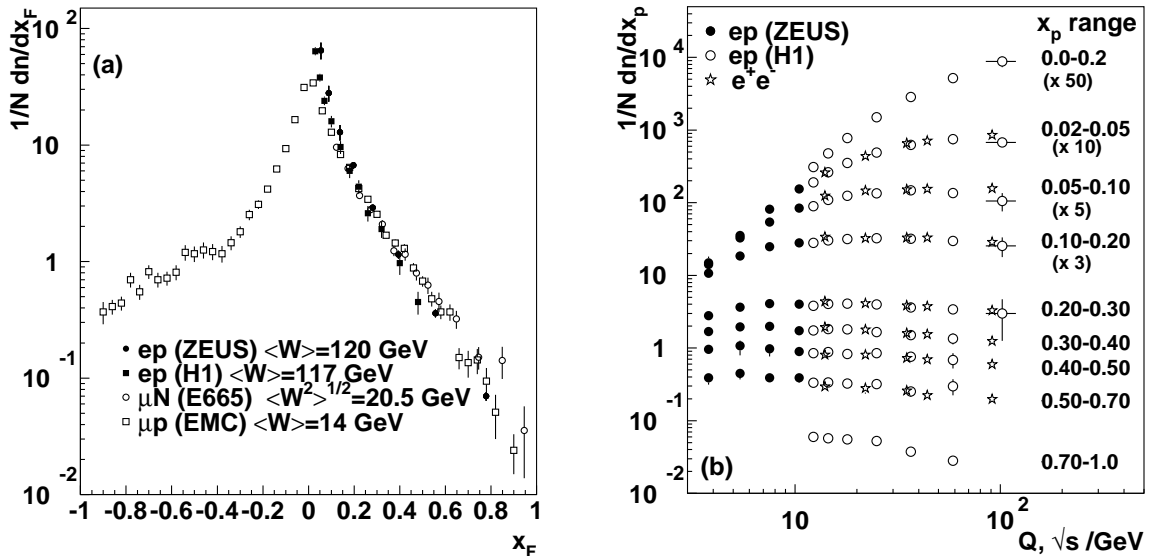 (a)
1/N dn/dx_F
10^2
10
1
10^-1
10^-2
ep (ZEUS) <W>=120 GeV
ep (H1) <W>=117 GeV
μN (E665) <W^2>^1/2=20.5 GeV
μp (EMC) <W>=14 GeV
-1 -0.8 -0.6 -0.4 -0.2 0 0.2 0.4 0.6 0.8 1
x_F
(b)
1/N dn/dx_p
10^4
10^3
10^2
10
1
10^-1
10^-2
ep (ZEUS)
ep (H1)
e^+e^-
x_p range
0.0-0.2
(x 50)
0.02-0.05
(x 10)
0.05-0.10
(x 5)
0.10-0.20
(x 3)
0.20-0.30
0.30-0.40
0.40-0.50
0.50-0.70
0.70-1.0
10 10^2
Q, √s /GeV